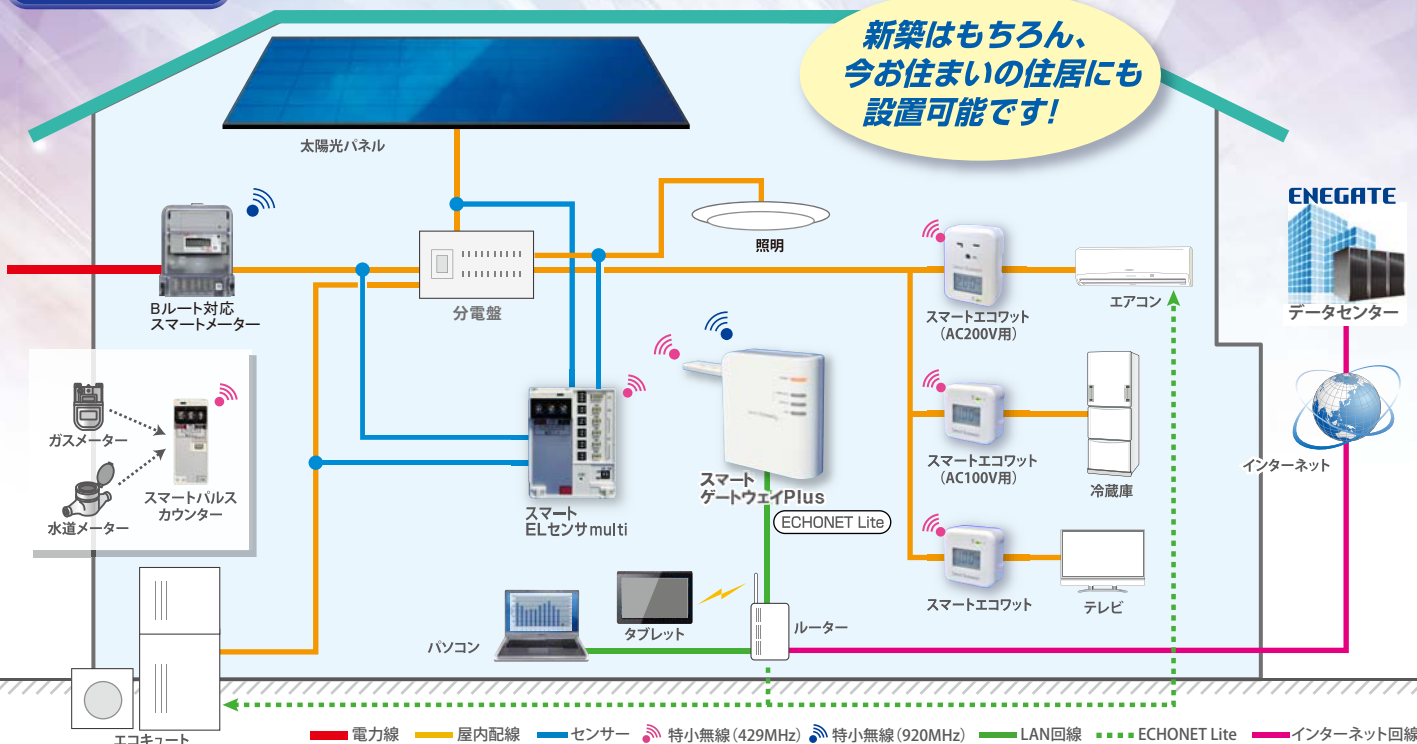 新築はもちろん、
今お住まいの住居にも
設置可能です!
太陽光パネル
ENEGATE
照明
Bルート対応
スマートメーター
分電盤
スマートエコワット
(AC200V用)
エアコン
データセンター
ガスメーター
水道メーター
スマートパルス
カウンター
スマート
ELセンサmulti
スマート
ゲートウェイPlus
ECHONET Lite
スマートエコワット
(AC100V用)
冷蔵庫
インターネット
スマートエコワット
テレビ
パソコン
タブレット
ルーター
エコキュート
電力線
屋内配線
センサー
特小無線(429MHz)
特小無線(920MHz)
LAN回線
ECHONET Lite
インターネット回線